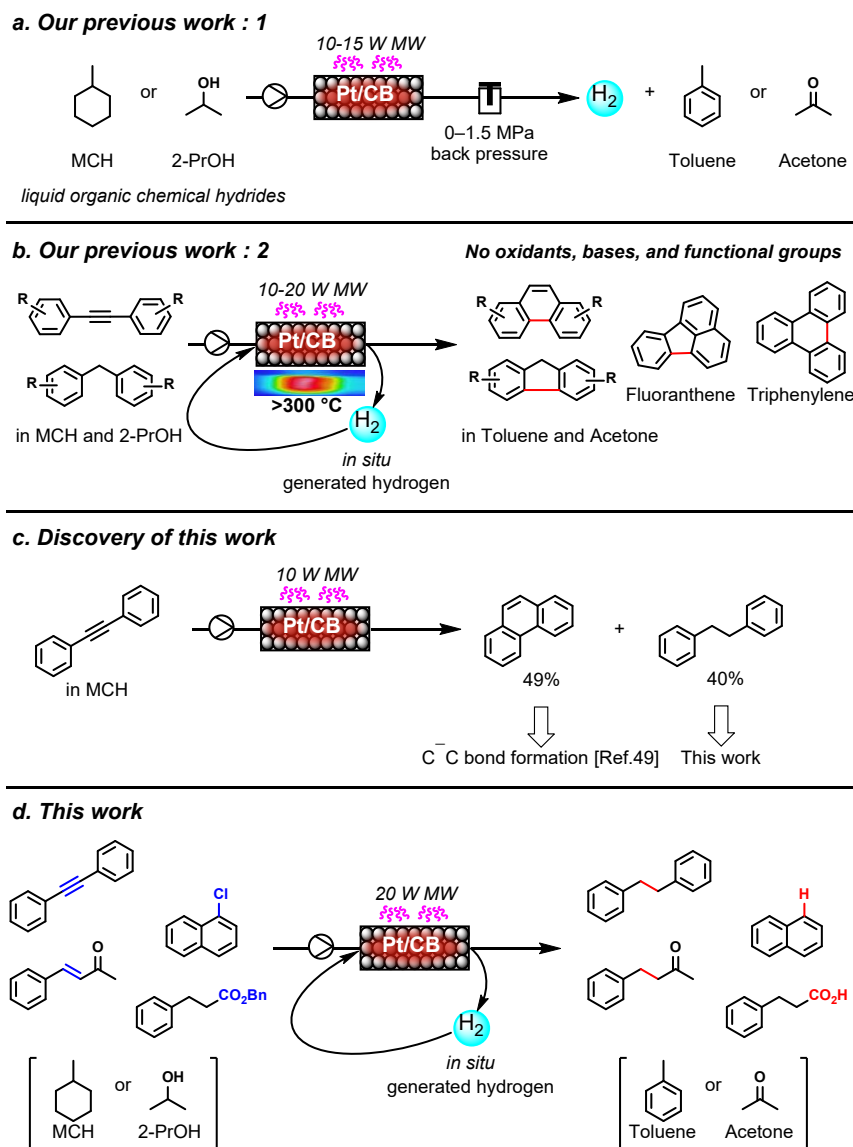 a. Our previous work : 1
10-15 W MW
OH
or
Pt/CB
H2
+
or
O
0–1.5 MPa
back pressure
MCH
2-PrOH
Toluene
Acetone
liquid organic chemical hydrides
b. Our previous work : 2
No oxidants, bases, and functional groups
10-20 W MW
R
R
R
R
Pt/CB
>300 °C
R
R
R
R
Fluoranthene
Triphenylene
in MCH and 2-PrOH
H2
in Toluene and Acetone
in situ
generated hydrogen
c. Discovery of this work
10 W MW
Pt/CB
+
in MCH
49%
40%
C¯C bond formation [Ref.49]
This work
d. This work
Cl
20 W MW
H
Pt/CB
O
O
CO2Bn
CO2H
H2
in situ
generated hydrogen
or
OH
MCH
2-PrOH
or
O
Toluene
Acetone